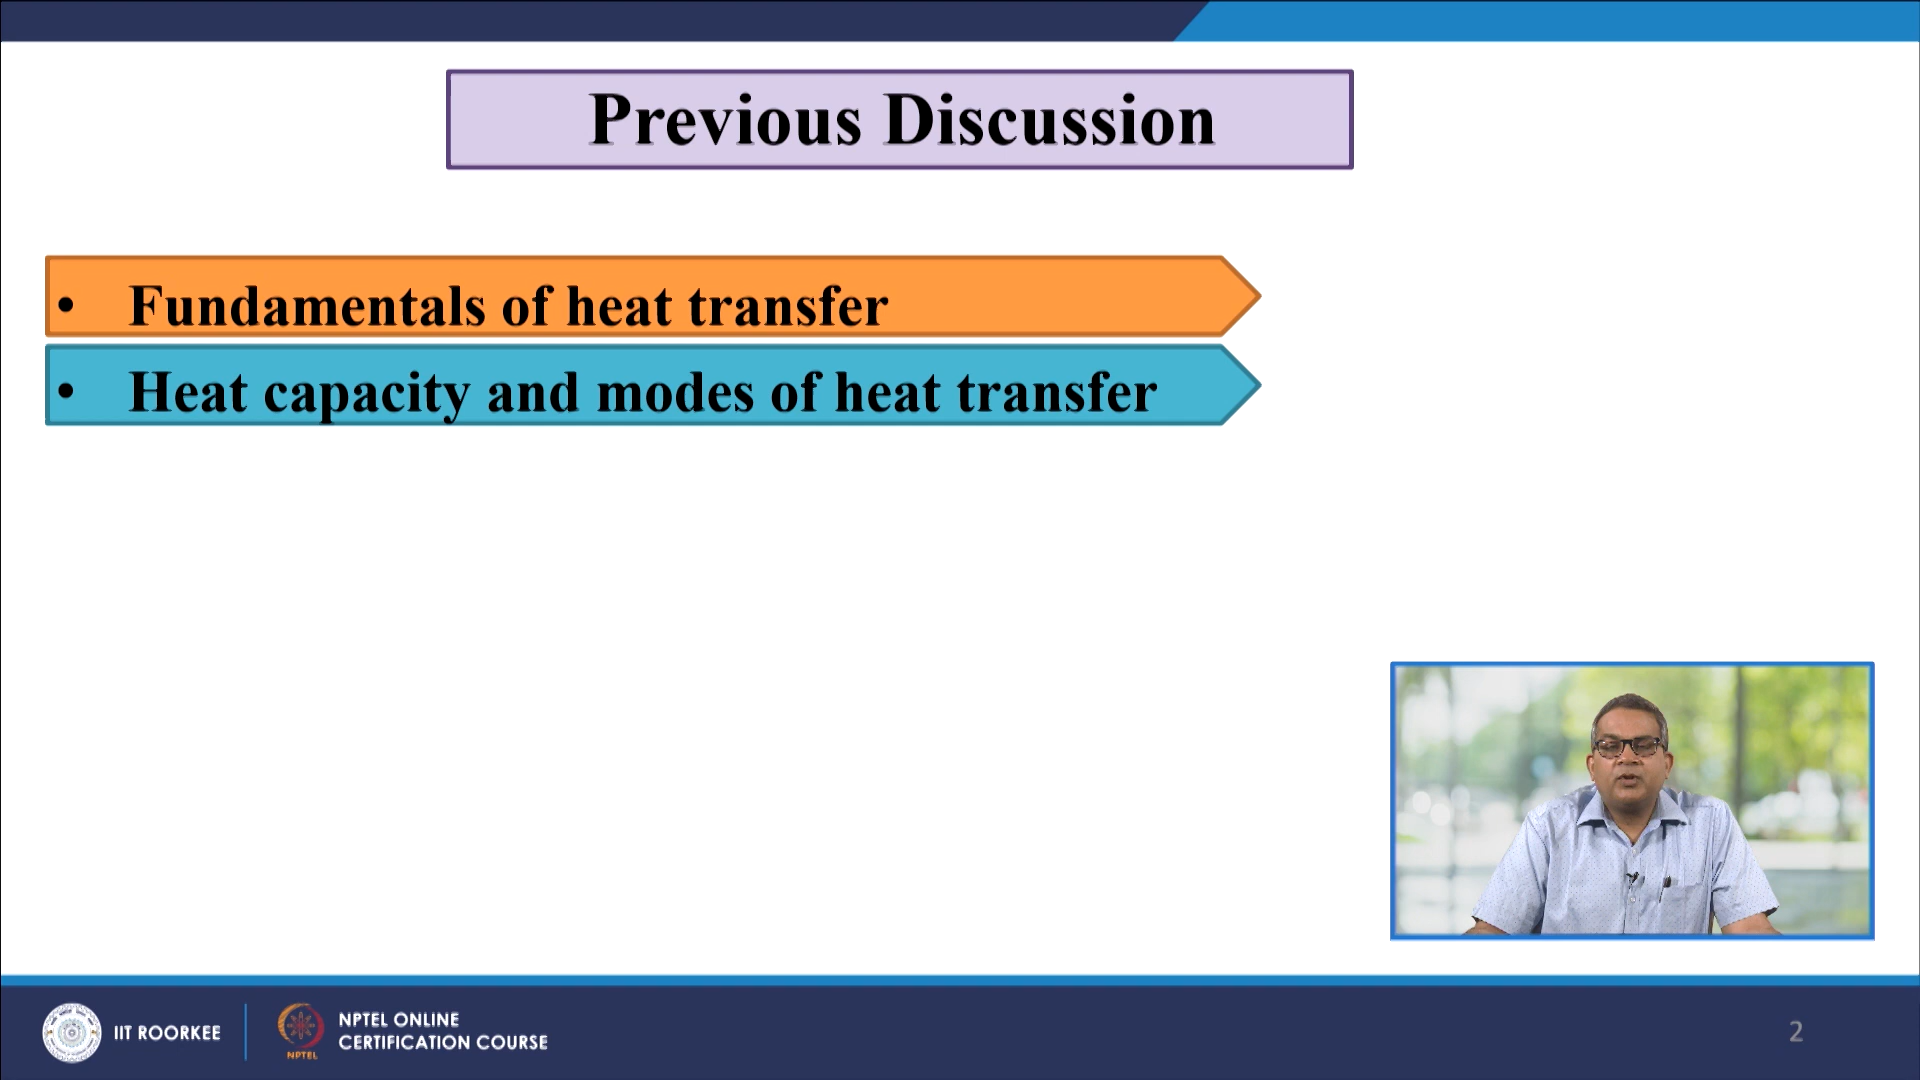 Previous Discussion
• Fundamentals of heat transfer
• Heat capacity and modes of heat transfer
IIT ROORKEE
NPTEL
NPTEL ONLINE
CERTIFICATION COURSE
2